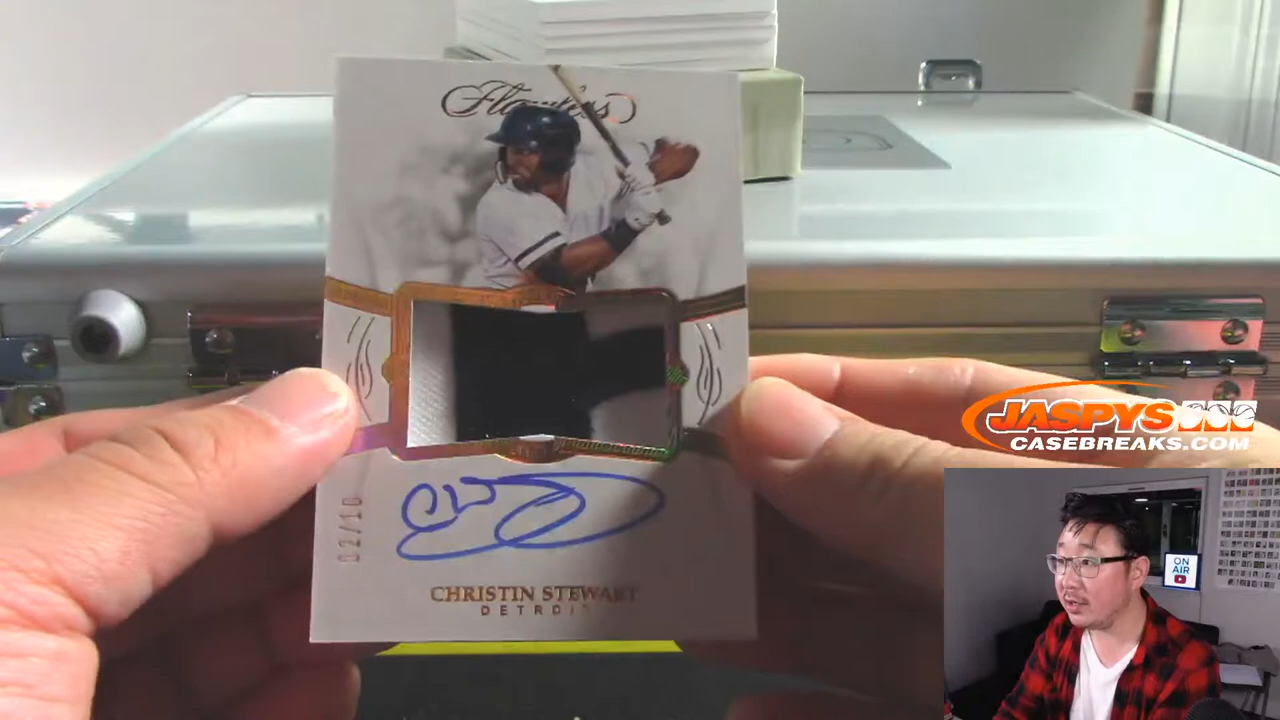 Flawless
02/10
CHRISTIN STEWART
DETROIT
JASPYS
CASEBREAKS.COM
ON
AIR